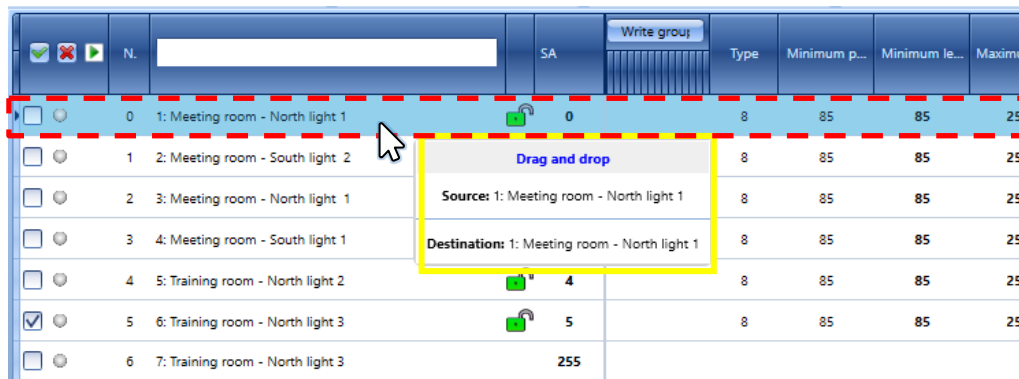 Write group
N. SA Type Minimum p... Minimum le... Maximu
0 1: Meeting room - North light 1 0 8 85 85 25
1 2: Meeting room - South light  2 8 85 85 25
Drag and drop
2 3: Meeting room - North light  1 8 85 85 25
Source: 1: Meeting room - North light 1
3 4: Meeting room - South light 1 8 85 85 25
Destination: 1: Meeting room - North light 1
4 5: Training room - North light 2 4 8 85 85 25
5 6: Training room - North light 3 5 8 85 85 25
6 7: Training room - North light 3 255